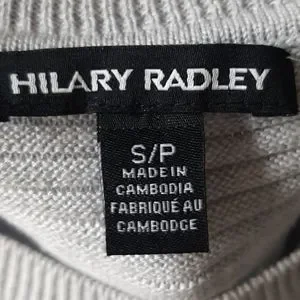 HILARY RADLEY
S/P
MADE IN
CAMBODIA
FABRIQUÉ AU
CAMBODGE